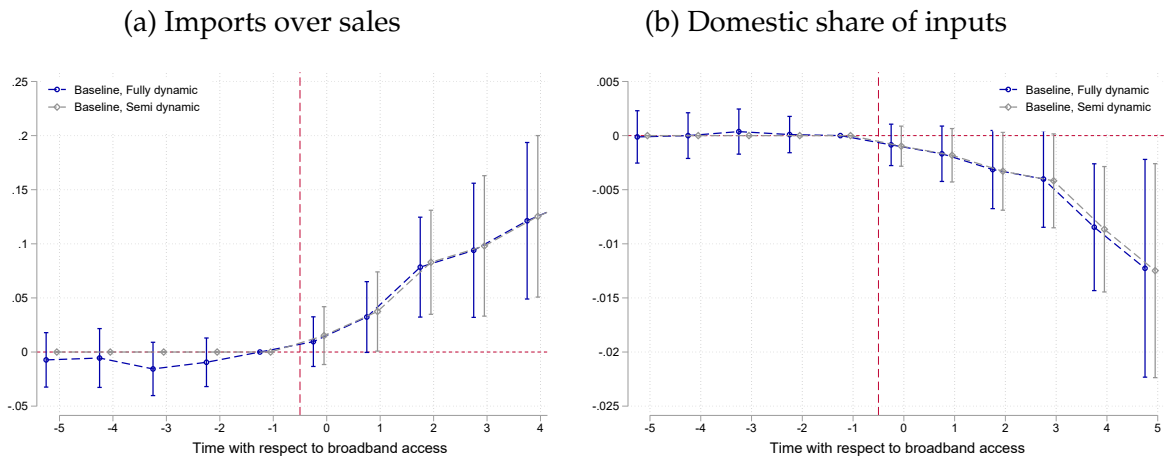 (a) Imports over sales
Baseline, Fully dynamic
Baseline, Semi dynamic
.25
.2
.15
.1
.05
0
-.05
-5 -4 -3 -2 -1 0 1 2 3 4
Time with respect to broadband access
(b) Domestic share of inputs
Baseline, Fully dynamic
Baseline, Semi dynamic
.005
0
-.005
-.01
-.015
-.02
-.025
-5 -4 -3 -2 -1 0 1 2 3 4 5
Time with respect to broadband access